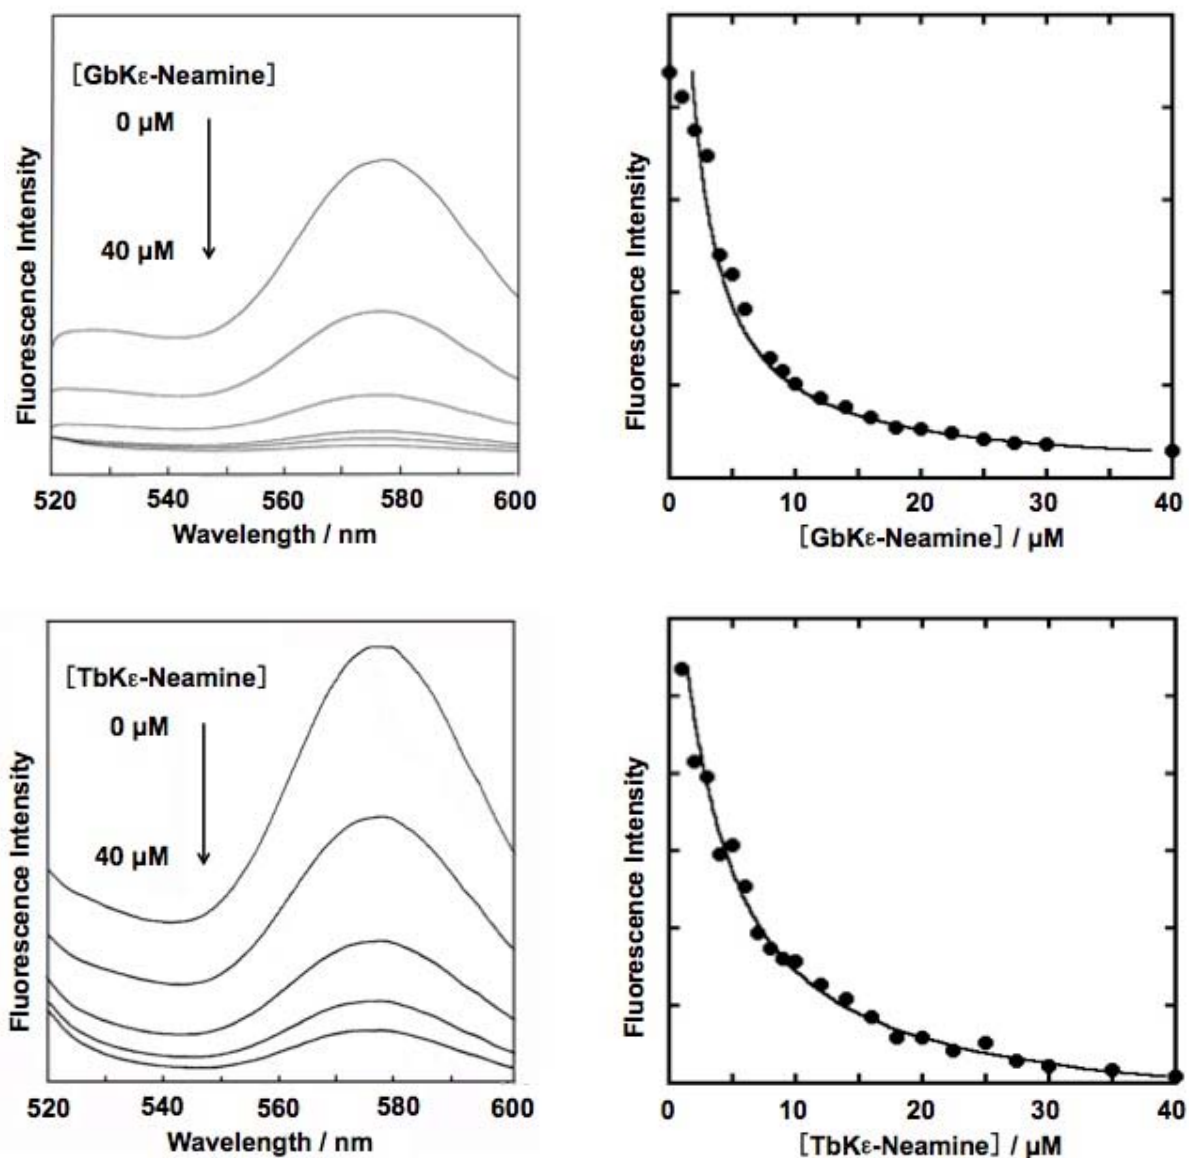 [GbKε-Neamine]
0 µM
40 µM
Fluorescence Intensity
520 540 560 580 600
Wavelength / nm
Fluorescence Intensity
0 10 20 30 40
[GbKε-Neamine] / µM
[TbKε-Neamine]
0 µM
40 µM
Fluorescence Intensity
520 540 560 580 600
Wavelength / nm
Fluorescence Intensity
0 10 20 30 40
[TbKε-Neamine] / µM